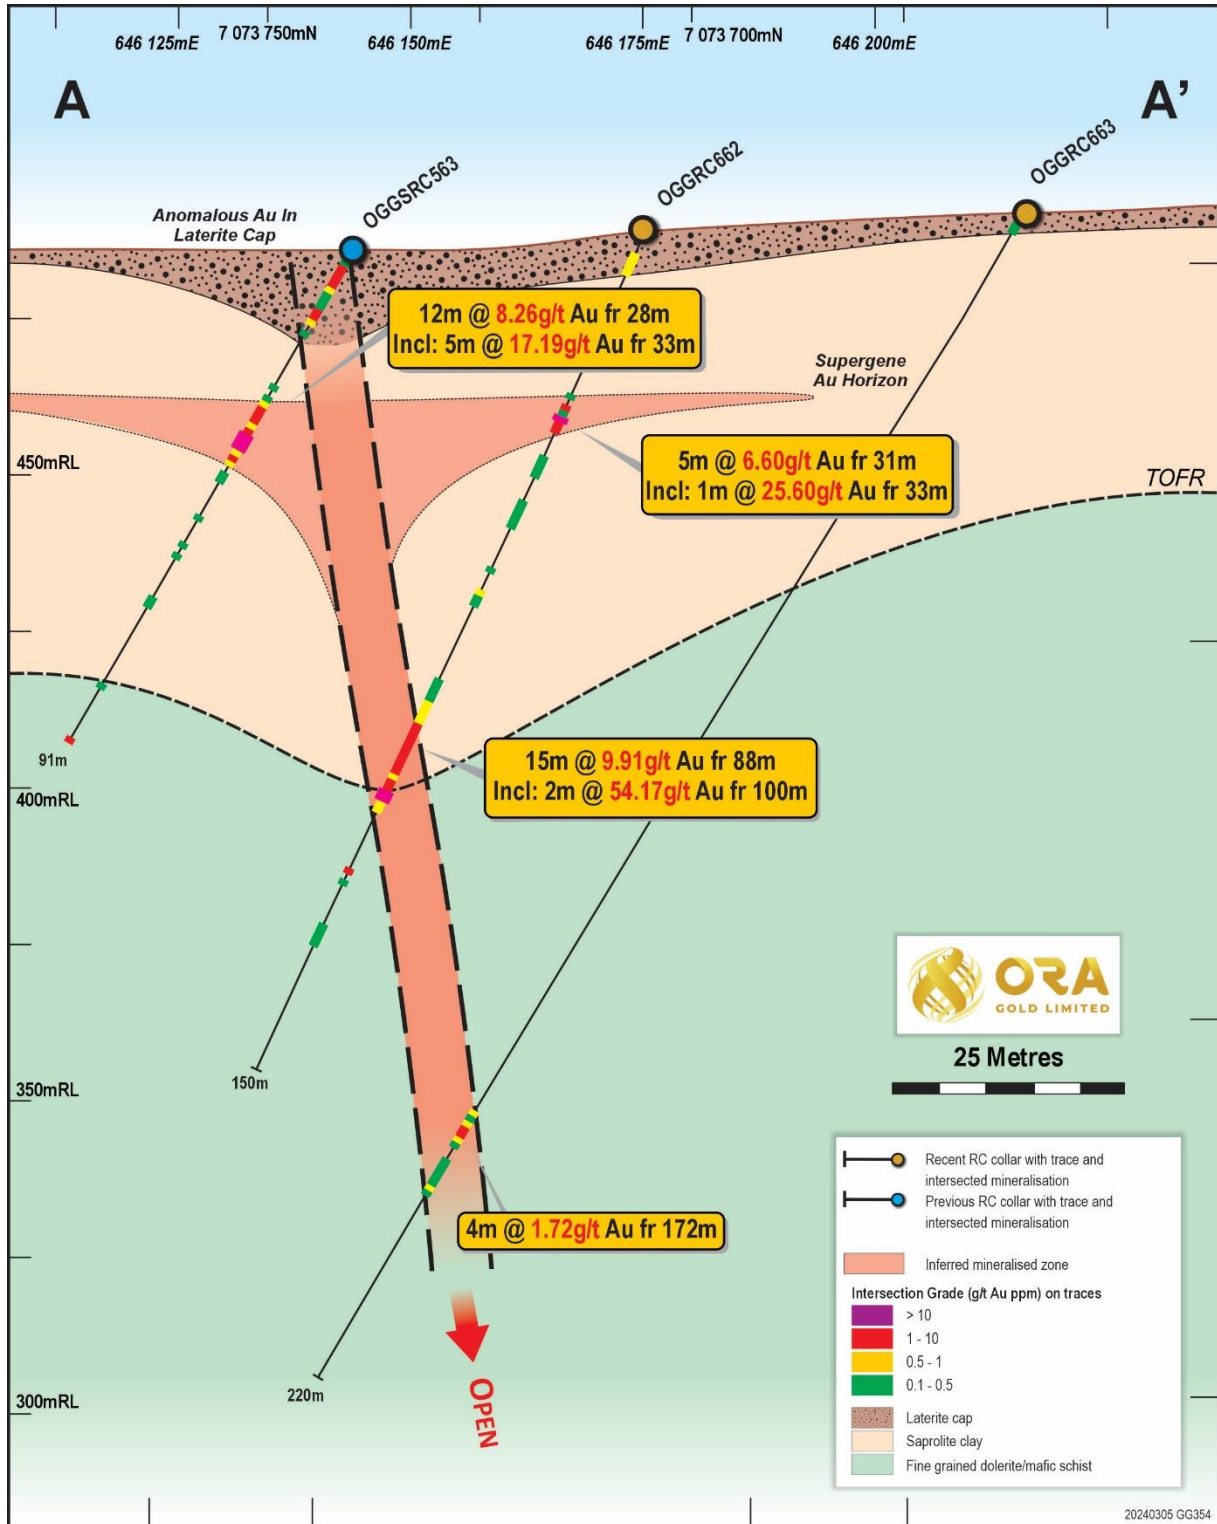 646 125mE
7 073 750mN
646 150mE
646 175mE
7 073 700mN
646 200mE
A
A'
OGGSRC563
OGGRC662
OGGRC663
Anomalous Au In
Laterite Cap
12m @ 8.26g/t Au fr 28m
Incl: 5m @ 17.19g/t Au fr 33m
Supergene
Au Horizon
5m @ 6.60g/t Au fr 31m
Incl: 1m @ 25.60g/t Au fr 33m
450mRL
TOFR
15m @ 9.91g/t Au fr 88m
Incl: 2m @ 54.17g/t Au fr 100m
91m
400mRL
ORA
GOLD LIMITED
25 Metres
150m
350mRL
4m @ 1.72g/t Au fr 172m
220m
300mRL
OPEN
Recent RC collar with trace and
intersected mineralisation
Previous RC collar with trace and
intersected mineralisation
Inferred mineralised zone
Intersection Grade (g/t Au ppm) on traces
> 10
1 - 10
0.5 - 1
0.1 - 0.5
Laterite cap
Saprolite clay
Fine grained dolerite/mafic schist
20240305 GG354